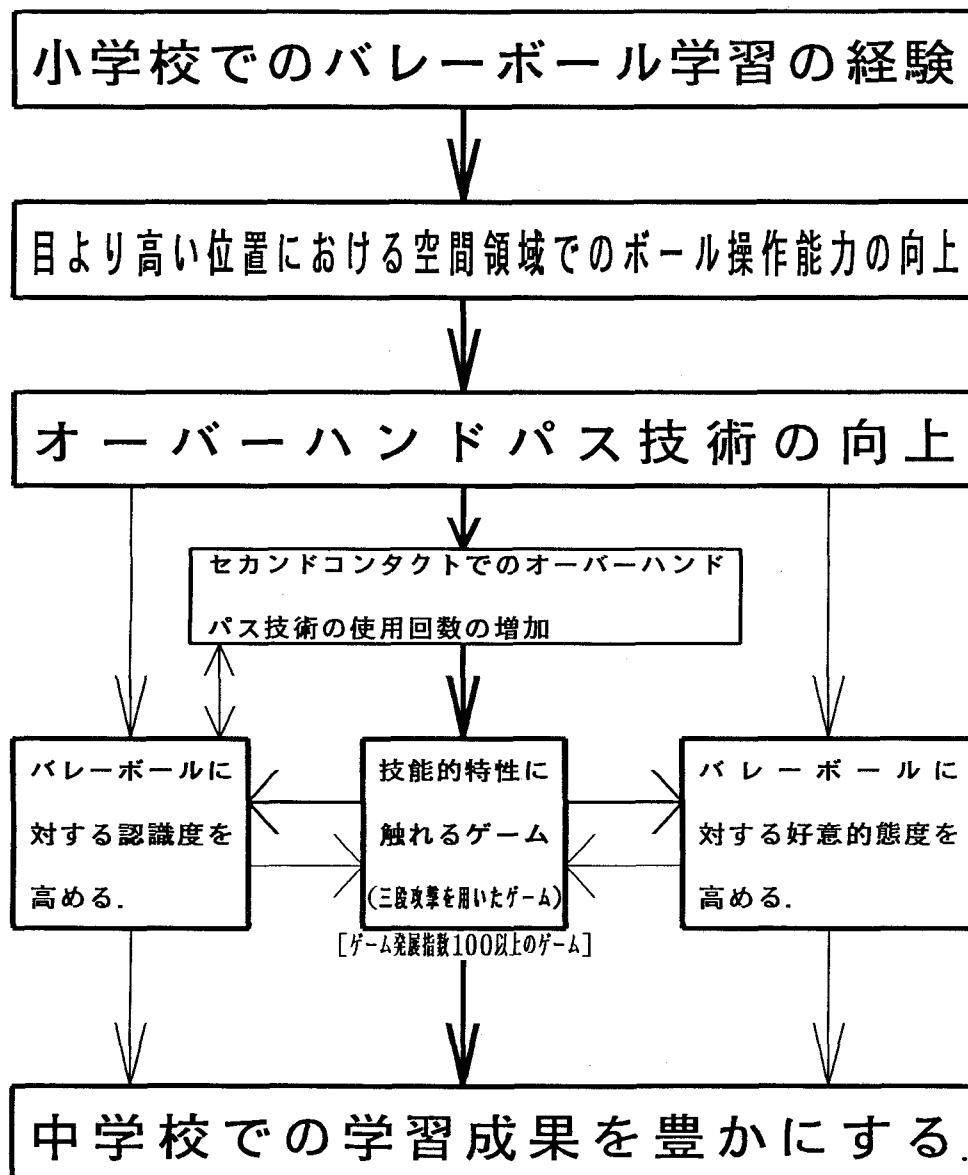 小学校でのバレーボール学習の経験
目より高い位置における空間領域でのボール操作能力の向上
オーバーハンドパス技術の向上
セカンドコンタクトでのオーバーハンド
パス技術の使用回数の増加
バレーボールに
対する認識度を
高める.
技能的特性に
触れるゲーム
(三段攻撃を用いたゲーム)
[ゲーム発展指数100以上のゲーム]
バレーボールに
対する好意的態度を
高める.
中学校での学習成果を豊かにする.